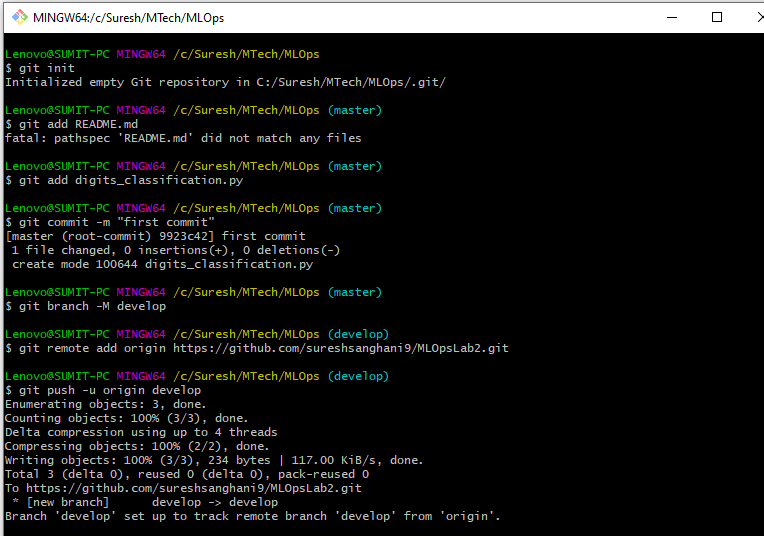 MINGW64:/c/Suresh/MTech/MLOps
Lenovo@SUMIT-PC MINGW64 /c/Suresh/MTech/MLOps
$ git init
Initialized empty Git repository in C:/Suresh/MTech/MLOps/.git/
Lenovo@SUMIT-PC MINGW64 /c/Suresh/MTech/MLOps (master)
$ git add README.md
fatal: pathspec 'README.md' did not match any files
Lenovo@SUMIT-PC MINGW64 /c/Suresh/MTech/MLOps (master)
$ git add digits_classification.py
Lenovo@SUMIT-PC MINGW64 /c/Suresh/MTech/MLOps (master)
$ git commit -m "first commit"
[master (root-commit) 9923c42] first commit
 1 file changed, 0 insertions(+), 0 deletions(-)
 create mode 100644 digits_classification.py
Lenovo@SUMIT-PC MINGW64 /c/Suresh/MTech/MLOps (master)
$ git branch -M develop
Lenovo@SUMIT-PC MINGW64 /c/Suresh/MTech/MLOps (develop)
$ git remote add origin https://github.com/sureshsanghani9/MLOpsLab2.git
Lenovo@SUMIT-PC MINGW64 /c/Suresh/MTech/MLOps (develop)
$ git push -u origin develop
Enumerating objects: 3, done.
Counting objects: 100% (3/3), done.
Delta compression using up to 4 threads
Compressing objects: 100% (2/2), done.
Writing objects: 100% (3/3), 234 bytes | 117.00 KiB/s, done.
Total 3 (delta 0), reused 0 (delta 0), pack-reused 0
To https://github.com/sureshsanghani9/MLOpsLab2.git
 * [new branch]      develop -> develop
Branch 'develop' set up to track remote branch 'develop' from 'origin'.